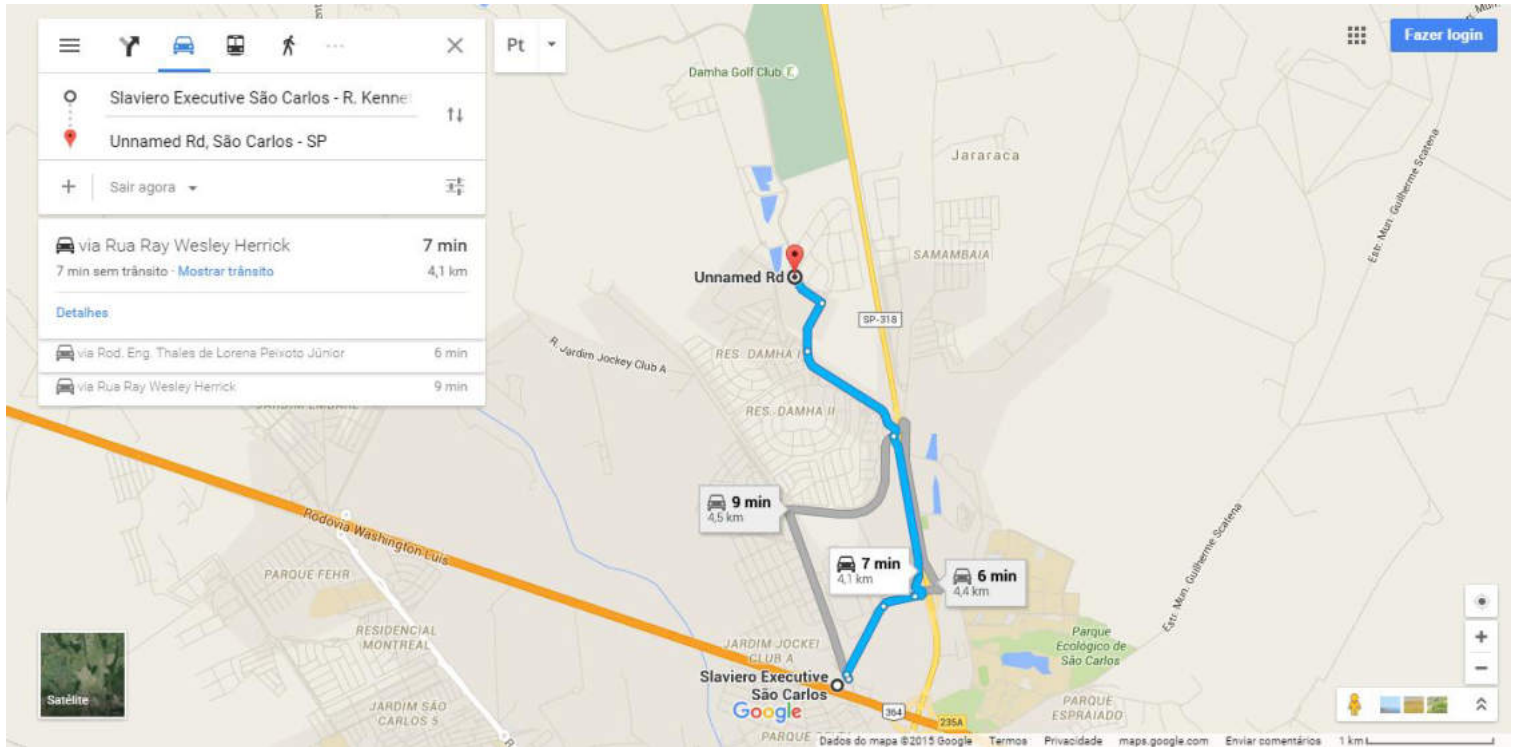 Pt
Fazer login
Slaviero Executive São Carlos - R. Kenne
Unnamed Rd, São Carlos - SP
Sair agora
via Rua Ray Wesley Herrick 7 min
7 min sem trânsito · Mostrar trânsito 4,1 km
Detalhes
via Rod. Eng. Thales de Lorena Peixoto Júnior 6 min
via Rua Ray Wesley Herrick 9 min
Damha Golf Club
Jararaca
Estr. Mun. Guilherme Scatena
SAMAMBAIA
Unnamed Rd
SP-318
R. Jardim Jockey Club A
RES. DAMHA I
RES. DAMHA II
9 min
4,5 km
Rodovia Washington Luis
7 min
4,1 km
6 min
4,4 km
PARQUE FEHR
Estr. Mun. Guilherme Scatena
RESIDENCIAL
MONTREAL
JARDIM JOCKEI
CLUB A
Parque
Ecológico de
São Carlos
Slaviero Executive
São Carlos
Google
Satélite
JARDIM SÃO
CARLOS 5
364
235A
PARQUE
ESPRAIADO
Dados do mapa ©2015 Google Termos Privacidade maps.google.com Enviar comentários 1 km